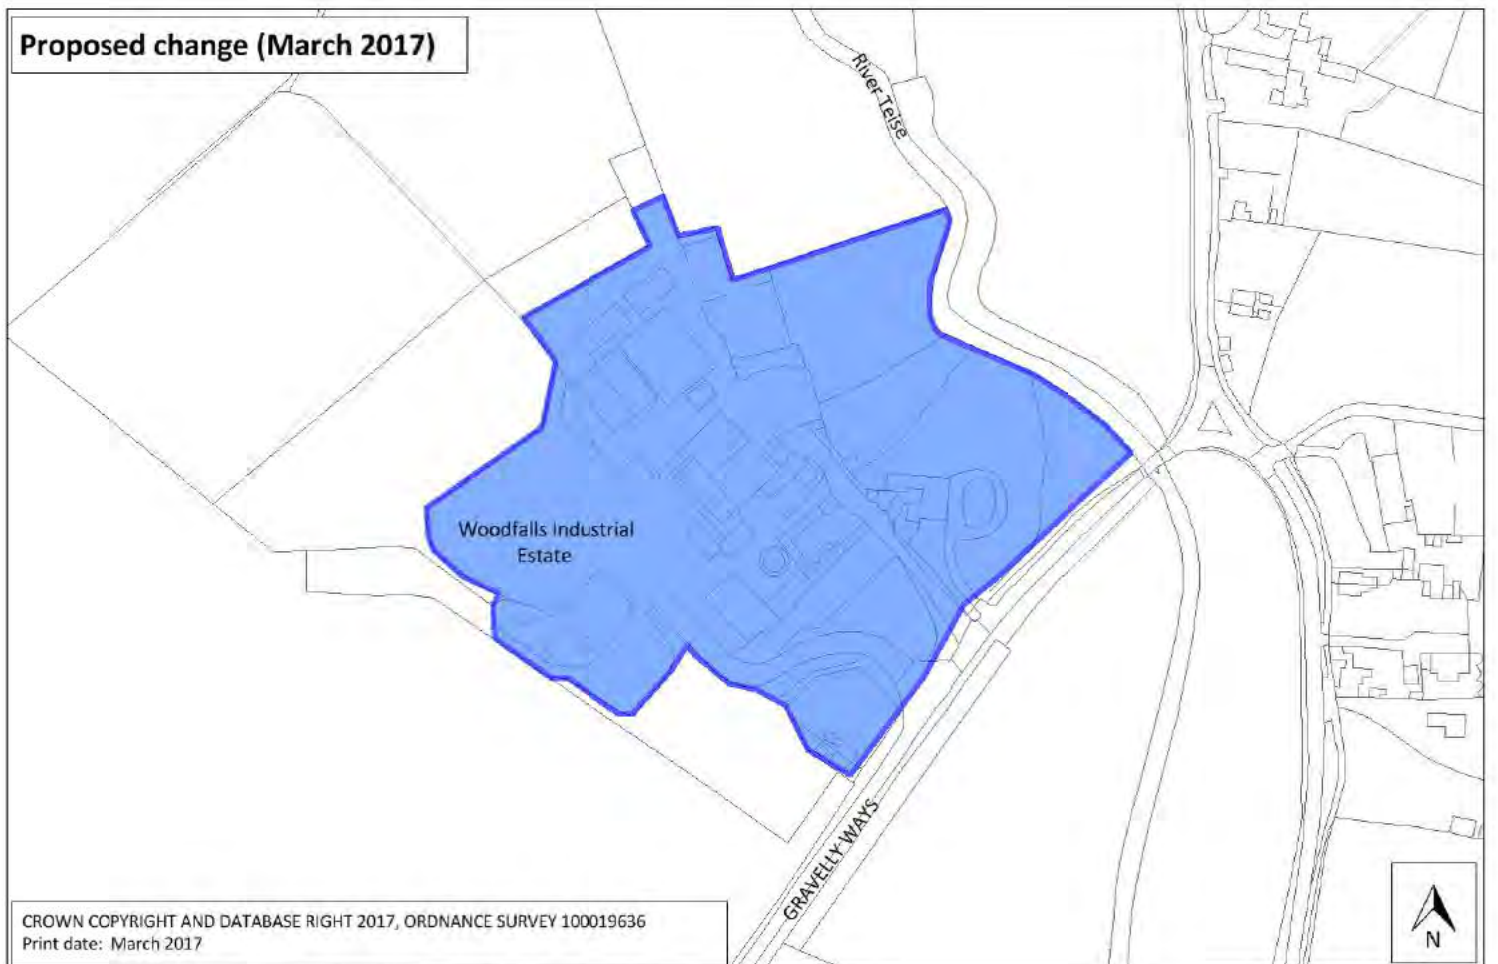 Proposed change (March 2017)
River Teise
Woodfalls Industrial
Estate
GRAVELLY WAYS
CROWN COPYRIGHT AND DATABASE RIGHT 2017, ORDNANCE SURVEY 100019636
Print date: March 2017
N